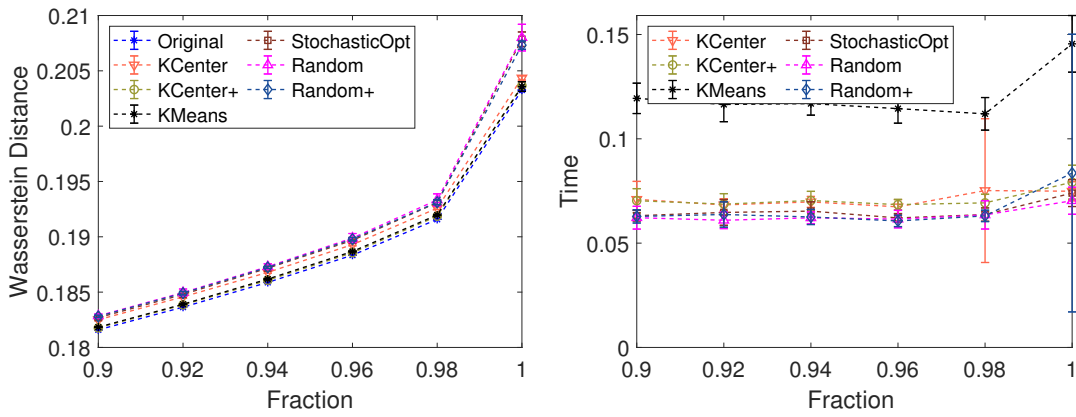 0.21
0.205
0.2
0.195
0.19
0.185
0.18
Wasserstein Distance
Original
KCenter
KCenter+
KMeans
StochasticOpt
Random
Random+
0.9 0.92 0.94 0.96 0.98 1
Fraction
0.15
0.1
0.05
0
Time
KCenter
KCenter+
KMeans
StochasticOpt
Random
Random+
0.9 0.92 0.94 0.96 0.98 1
Fraction